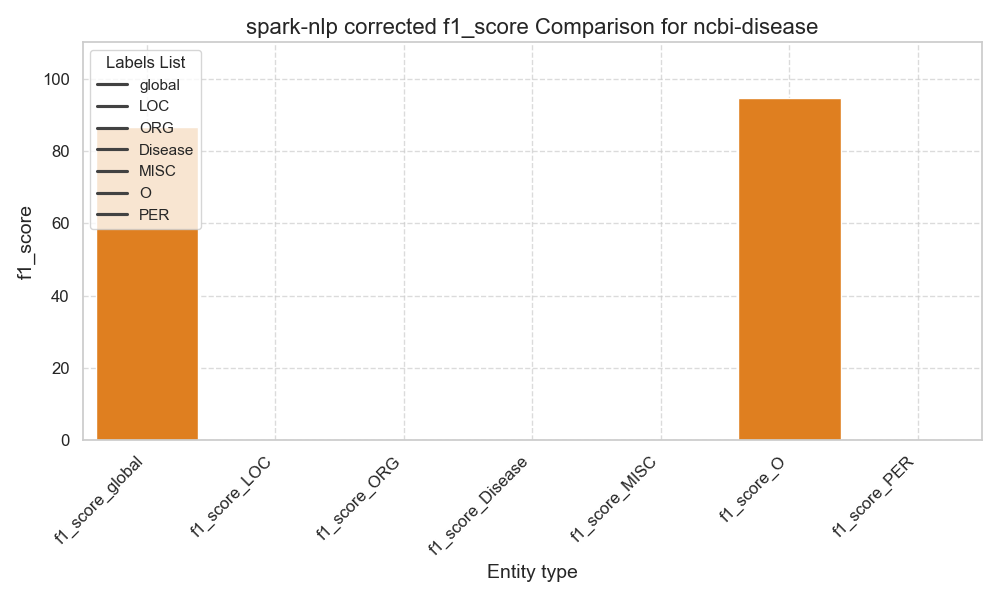 spark-nlp corrected f1_score Comparison for ncbi-disease
Labels List
global
LOC
ORG
Disease
MISC
O
PER
f1_score
100
80
60
40
20
0
f1_score_global
f1_score_LOC
f1_score_ORG
f1_score_Disease
f1_score_MISC
f1_score_O
f1_score_PER
Entity type